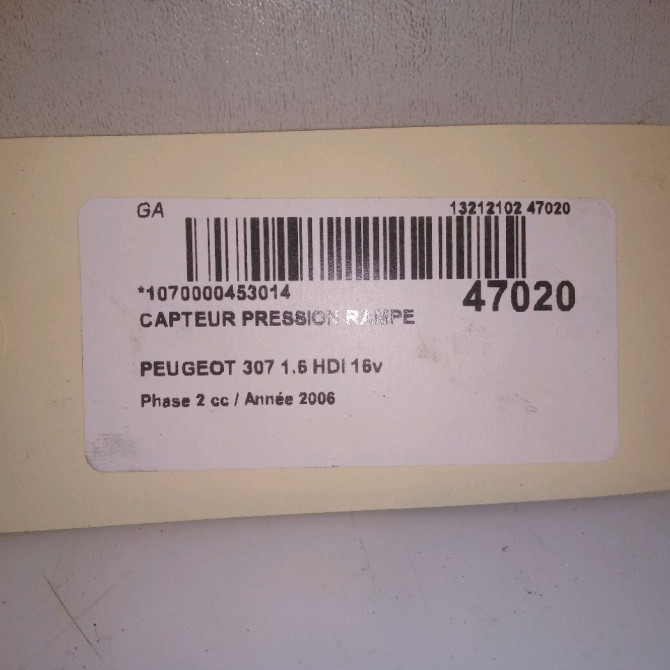 GA 13212102 47020
*1070000453014 47020
CAPTEUR PRESSION RAMPE
PEUGEOT 307 1.6 HDi 16v
Phase 2 cc / Année 2006